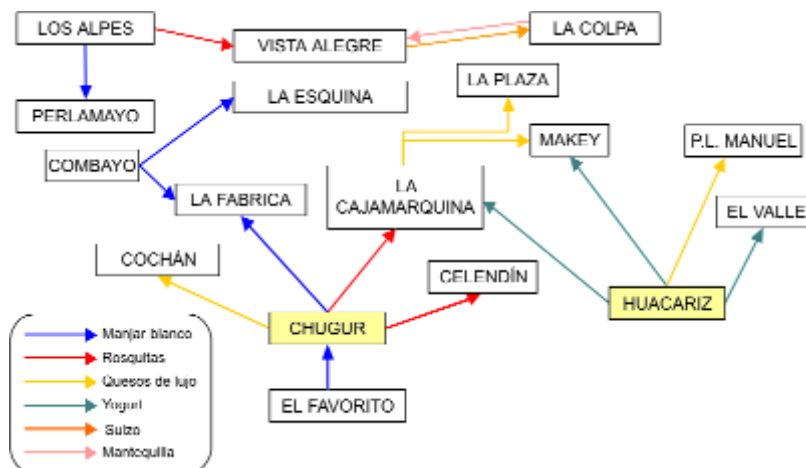 LOS ALPES
VISTA ALEGRE
LA COLPA
LA PLAZA
LA ESQUINA
PERLAMAYO
MAKEY
P.L. MANUEL
COMBAYO
LA FABRICA
LA
CAJAMARQUINA
EL VALLE
COCHÁN
CELENDÍN
HUACARIZ
CHUGUR
EL FAVORITO
Manjar blanco
Rosquitas
Quesos de lujo
Yogurt
Suizo
Mantequilla